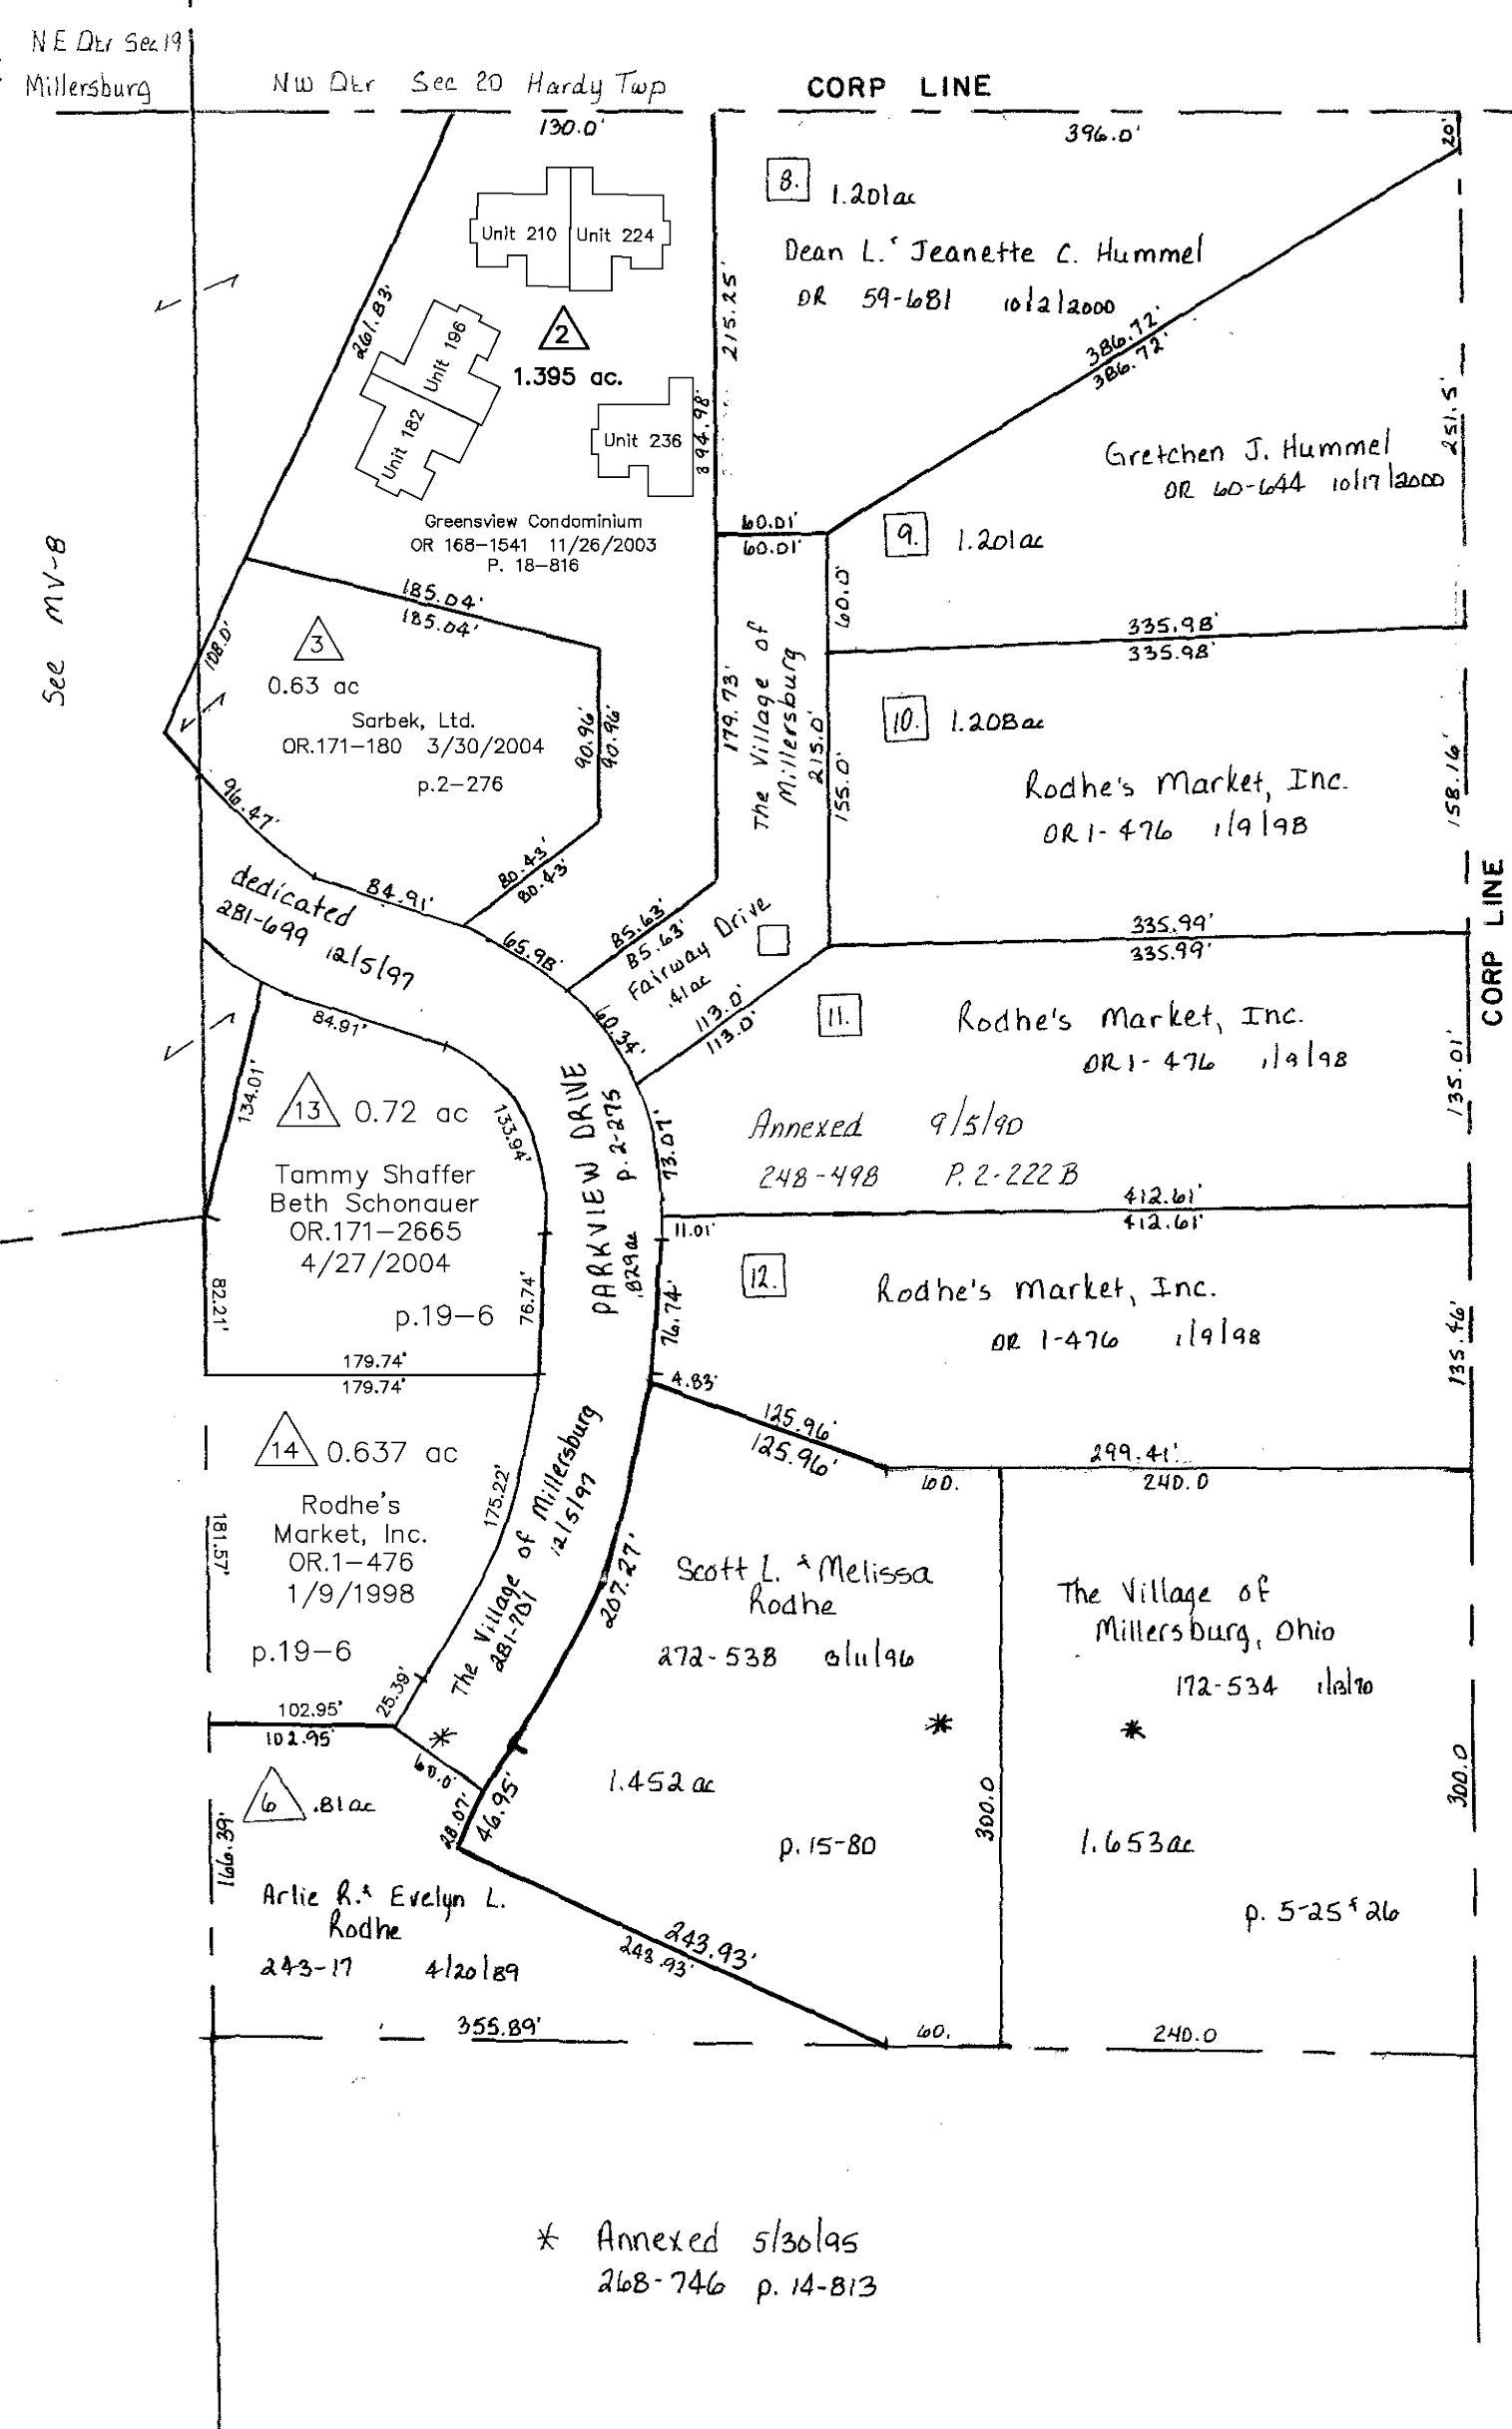 NE Qtr Sec 19
Millersburg
NW Qtr Sec 20 Hardy Twp
CORP LINE
130.0'
396.0'
20'
8.
1.201ac
Dean L. & Jeanette C. Hummel
OR 59-681 10/2/2000
Unit 210
Unit 224
261.83'
215.25'
Unit 196
2
1.395 ac.
Unit 182
Unit 236
394.98'
386.72'
386.72'
251.5'
Gretchen J. Hummel
OR 60-644 10/17/2000
Greensview Condominium
OR 168-1541 11/26/2003
P. 18-816
60.01'
60.01'
9.
1.201ac
See MV-8
185.04'
185.04'
60.0'
108.0'
3
0.63 ac
Sarbek, Ltd.
OR.171-180 3/30/2004
p.2-276
90.96'
90.96'
179.73'
The Village of
Millersburg
215.0'
155.0'
335.98'
335.98'
10.
1.208ac
Rodhe's Market, Inc.
OR 1-476 1/9/98
158.16'
96.47'
84.91'
80.43'
80.43'
dedicated
281-699 12/5/97
65.98'
85.63'
85.63'
Fairway Drive
.41ac
60.34'
113.0'
113.0'
335.99'
335.99'
CORP LINE
11.
Rodhe's Market, Inc.
OR 1-476 1/9/98
135.01'
84.91'
134.01'
13
0.72 ac
133.94'
Tammy Shaffer
Beth Schonauer
OR.171-2665
4/27/2004
p.19-6
PARKVIEW DRIVE
p. 2-275
.829ac
73.07'
Annexed 9/5/90
248-498 P. 2-222 B
412.61'
412.61'
11.01'
82.21'
76.74'
76.74'
12.
Rodhe's Market, Inc.
OR 1-476 1/9/98
135.46'
179.74'
179.74'
4.83'
125.96'
125.96'
299.41'
60.
240.0
14
0.637 ac
Rodhe's
Market, Inc.
OR.1-476
1/9/1998
p.19-6
181.57'
175.22'
The Village of Millersburg
281-701 12/5/97
207.27'
Scott L. & Melissa
Rodhe
272-538 3/11/96
The Village of
Millersburg, Ohio
172-534 1/13/70
25.39'
102.95'
102.95'
*
60.0'
*
*
6
.81ac
28.07'
46.95'
1.452 ac
p. 15-80
300.0
1.653ac
300.0
p. 5-25 & 26
166.89'
Arlie R. & Evelyn L.
Rodhe
243-17 4/20/89
243.93'
243.93'
355.89'
60.
240.0
* Annexed 5/30/95
268-746 p. 14-813